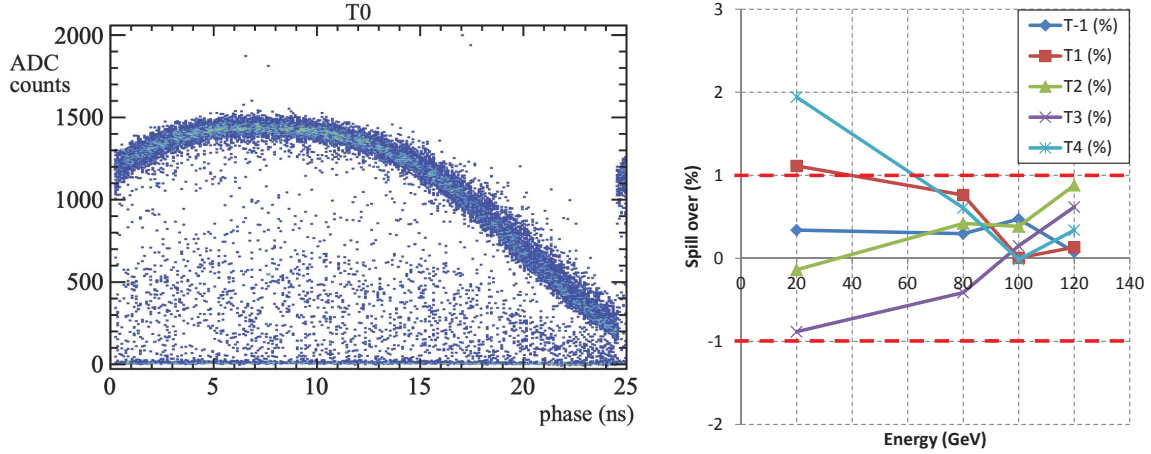 T0
ADC
counts
2000
1500
1000
500
0
0 5 10 15 20 25
phase (ns)
3
2
1
0
-1
-2
Spill over (%)
0 20 40 60 80 100 120 140
Energy (GeV)
T-1 (%)
T1 (%)
T2 (%)
T3 (%)
T4 (%)